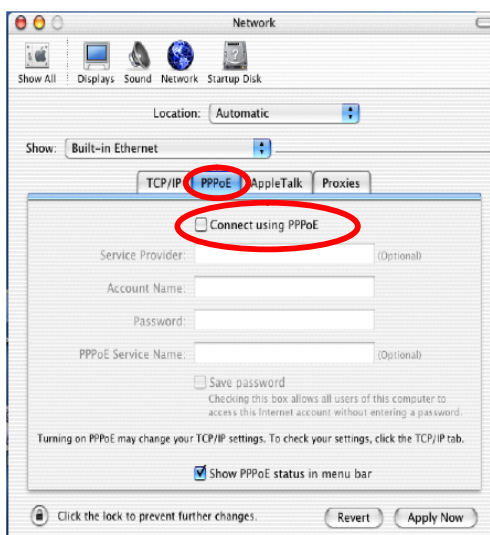 Network
Show All Displays Sound Network Startup Disk
Location: Automatic
Show: Built-in Ethernet
TCP/IP PPPoE AppleTalk Proxies
Connect using PPPoE
Service Provider: (Optional)
Account Name:
Password:
PPPoE Service Name: (Optional)
Save password
Checking this box allows all users of this computer to
access this Internet account without entering a password.
Turning on PPPoE may change your TCP/IP settings. To check your settings, click the TCP/IP tab.
Show PPPoE status in menu bar
Click the lock to prevent further changes. Revert Apply Now